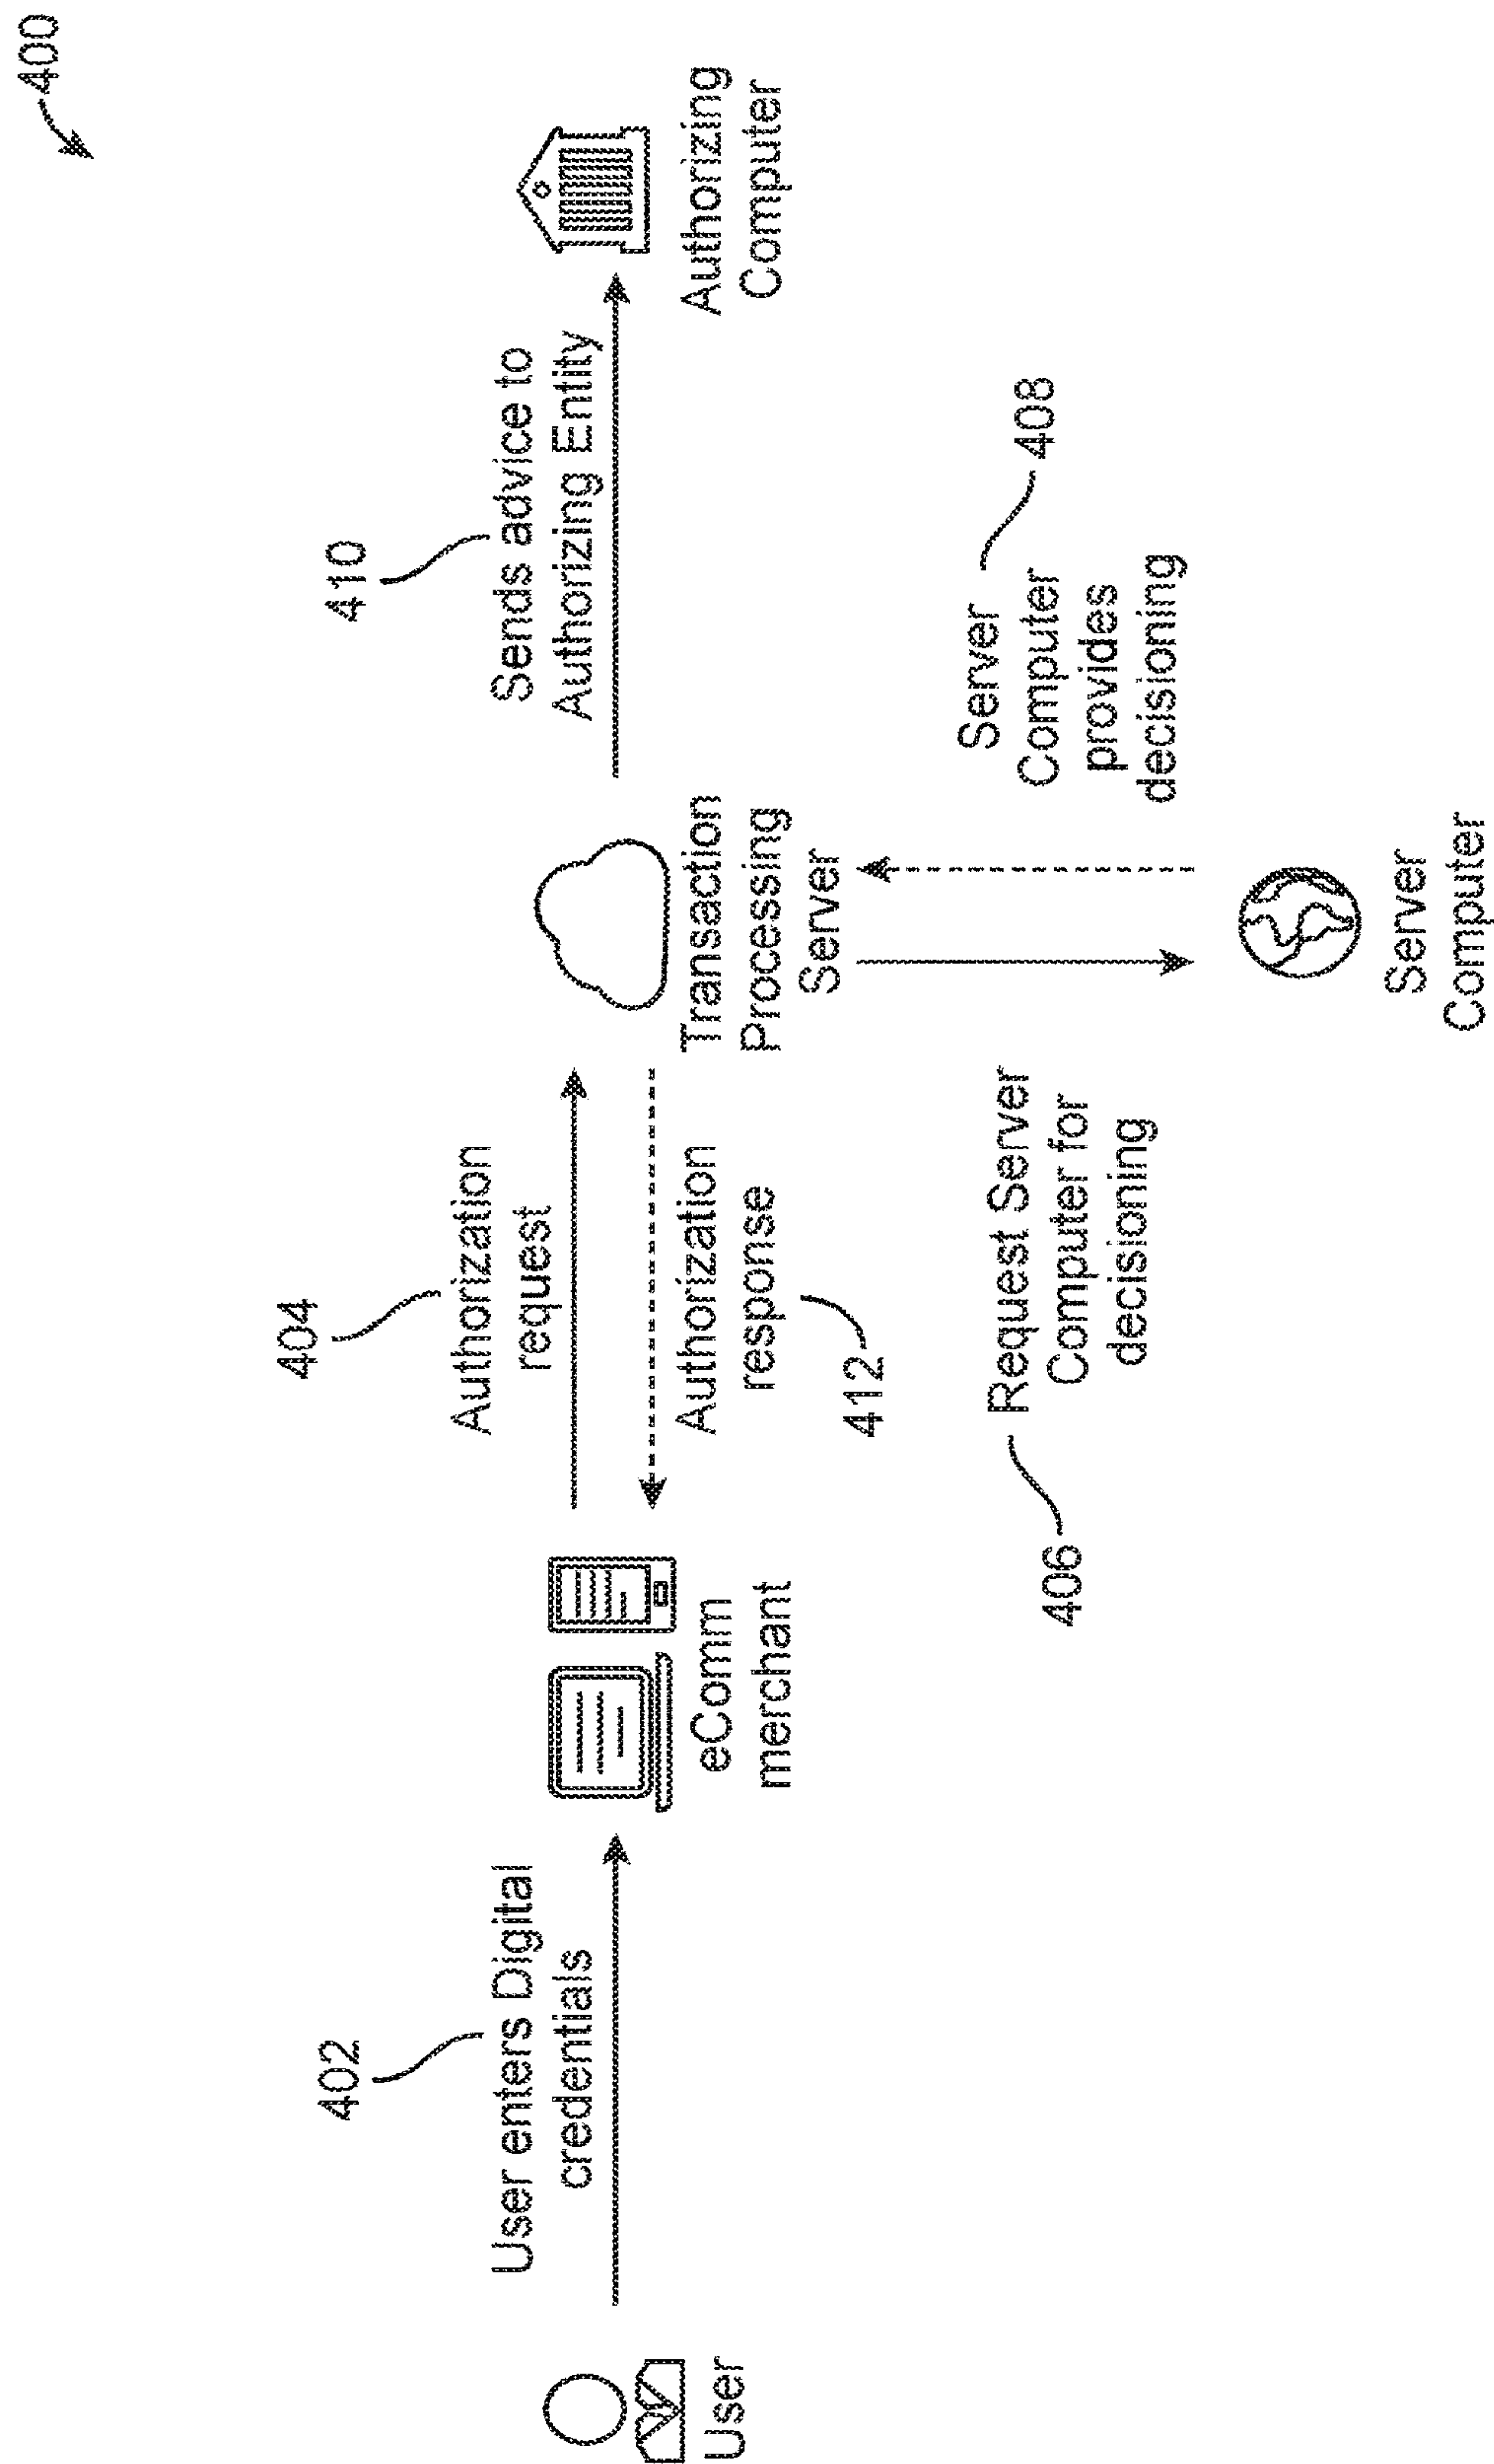 400
402
User enters Digital
credentials
User
eComm
merchant
404
Authorization
request
Authorization
response
412
406
Request Server
Computer for
decisioning
Transaction
Processing
Server
Server
Computer
provides
decisioning
408
Server
Computer
410
Sends advice to
Authorizing Entity
Authorizing
Computer